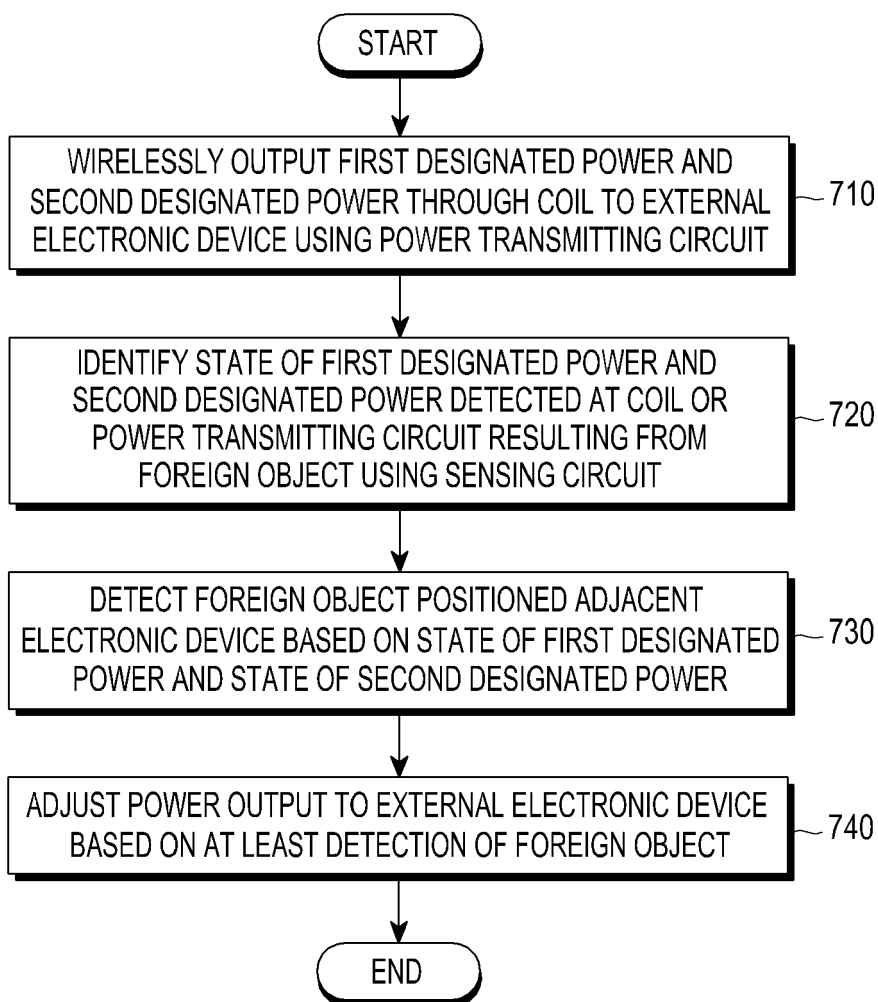 START
WIRELESSLY OUTPUT FIRST DESIGNATED POWER AND
SECOND DESIGNATED POWER THROUGH COIL TO EXTERNAL
ELECTRONIC DEVICE USING POWER TRANSMITTING CIRCUIT
710
IDENTIFY STATE OF FIRST DESIGNATED POWER AND
SECOND DESIGNATED POWER DETECTED AT COIL OR
POWER TRANSMITTING CIRCUIT RESULTING FROM
FOREIGN OBJECT USING SENSING CIRCUIT
720
DETECT FOREIGN OBJECT POSITIONED ADJACENT
ELECTRONIC DEVICE BASED ON STATE OF FIRST DESIGNATED
POWER AND STATE OF SECOND DESIGNATED POWER
730
ADJUST POWER OUTPUT TO EXTERNAL ELECTRONIC DEVICE
BASED ON AT LEAST DETECTION OF FOREIGN OBJECT
740
END